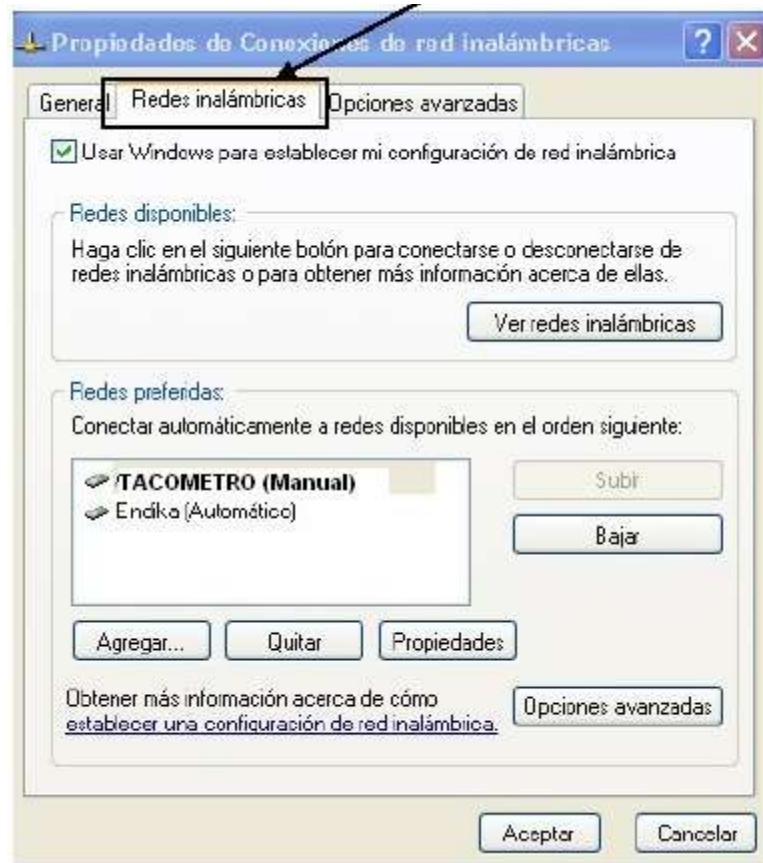 Propiedades de Conexiones de red inalámbricas
General Redes inalámbricas Opciones avanzadas
Usar Windows para establecer mi configuración de red inalámbrica
Redes disponibles:
Haga clic en el siguiente botón para conectarse o desconectarse de
redes inalámbricas o para obtener más información acerca de ellas.
Ver redes inalámbricas
Redes preferidas:
Conectar automáticamente a redes disponibles en el orden siguiente:
/TACOMETRO (Manual)
Endika (Automático)
Subir
Bajar
Agregar... Quitar Propiedades
Obtener más información acerca de cómo
establecer una configuración de red inalámbrica.
Opciones avanzadas
Aceptar Cancelar